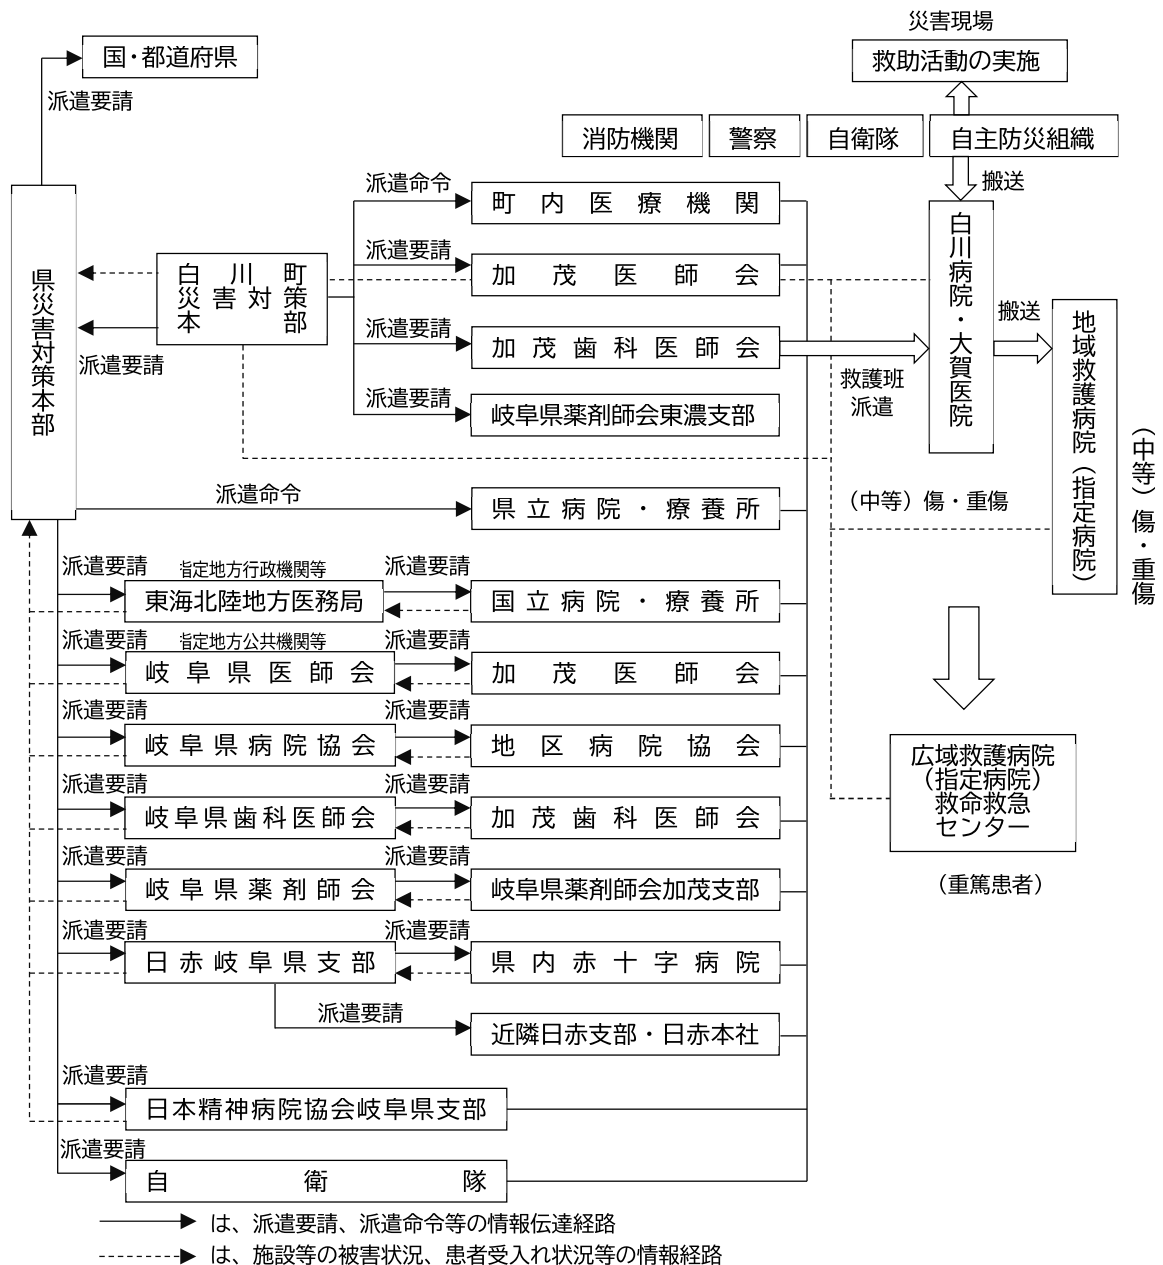 災害現場
国・都道府県
救助活動の実施
派遣要請
消防機関
警察
自衛隊
自主防災組織
搬送
派遣命令
町内医療機関
派遣要請
加茂医師会
白川町
災害対策
本部
派遣要請
加茂歯科医師会
派遣要請
岐阜県薬剤師会東濃支部
派遣要請
県災害対策本部
救護班
派遣
白川病院・大賀医院
搬送
地域救護病院（指定病院）
（中等）傷・重傷
（中等）傷・重傷
派遣命令
県立病院・療養所
派遣要請
指定地方行政機関等
東海北陸地方医務局
派遣要請
国立病院・療養所
派遣要請
指定地方公共機関等
岐阜県医師会
派遣要請
加茂医師会
派遣要請
岐阜県病院協会
派遣要請
地区病院協会
派遣要請
岐阜県歯科医師会
派遣要請
加茂歯科医師会
派遣要請
岐阜県薬剤師会
派遣要請
岐阜県薬剤師会加茂支部
派遣要請
日赤岐阜県支部
派遣要請
県内赤十字病院
派遣要請
近隣日赤支部・日赤本社
広域救護病院
（指定病院）
救命救急
センター
（重篤患者）
派遣要請
日本精神病院協会岐阜県支部
派遣要請
自衛隊
は、派遣要請、派遣命令等の情報伝達経路
は、施設等の被害状況、患者受入れ状況等の情報経路